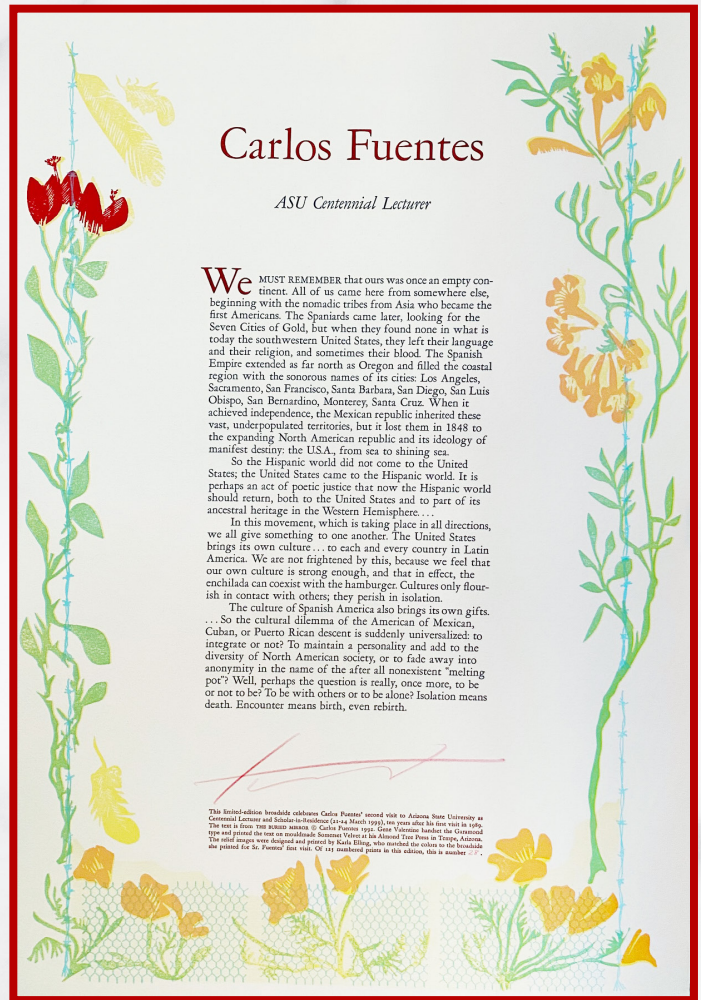 Carlos Fuentes
ASU Centennial Lecturer
We MUST REMEMBER that ours was once an empty con-
tinent. All of us came here from somewhere else,
beginning with the nomadic tribes from Asia who became the
first Americans. The Spaniards came later, looking for the
Seven Cities of Gold, but when they found none in what is
today the southwestern United States, they left their language
and their religion, and sometimes their blood. The Spanish
Empire extended as far north as Oregon and filled the coastal
region with the sonorous names of its cities: Los Angeles,
Sacramento, San Francisco, Santa Barbara, San Diego, San Luis
Obispo, San Bernardino, Monterey, Santa Cruz. When it
achieved independence, the Mexican republic inherited these
vast, underpopulated territories, but it lost them in 1848 to
the expanding North American republic and its ideology of
manifest destiny: the U.S.A., from sea to shining sea.
So the Hispanic world did not come to the United
States; the United States came to the Hispanic world. It is
perhaps an act of poetic justice that now the Hispanic world
should return, both to the United States and to part of its
ancestral heritage in the Western Hemisphere. . . .
In this movement, which is taking place in all directions,
we all give something to one another. The United States
brings its own culture . . . to each and every country in Latin
America. We are not frightened by this, because we feel that
our own culture is strong enough, and that in effect, the
enchilada can coexist with the hamburger. Cultures only flour-
ish in contact with others; they perish in isolation.
The culture of Spanish America also brings its own gifts.
. . . So the cultural dilemma of the American of Mexican,
Cuban, or Puerto Rican descent is suddenly universalized: to
integrate or not? To maintain a personality and add to the
diversity of North American society, or to fade away into
anonymity in the name of the after all nonexistent "melting
pot"? Well, perhaps the question is really, once more, to be
or not to be? To be with others or to be alone? Isolation means
death. Encounter means birth, even rebirth.
This limited-edition broadside celebrates Carlos Fuentes' second visit to Arizona State University as
Centennial Lecturer and Scholar-in-Residence (21-24 March 1999), ten years after his first visit in 1989.
The text is from THE BURIED MIRROR © Carlos Fuentes 1992. Gene Valentine handset the Garamond
type and printed the text on mouldmade Somerset Velvet at his Almond Tree Press in Tempe, Arizona.
The relief images were designed and printed by Karla Elling, who matched the colors to the broadside
she printed for Sr. Fuentes' first visit. Of 123 numbered prints in this edition, this is number